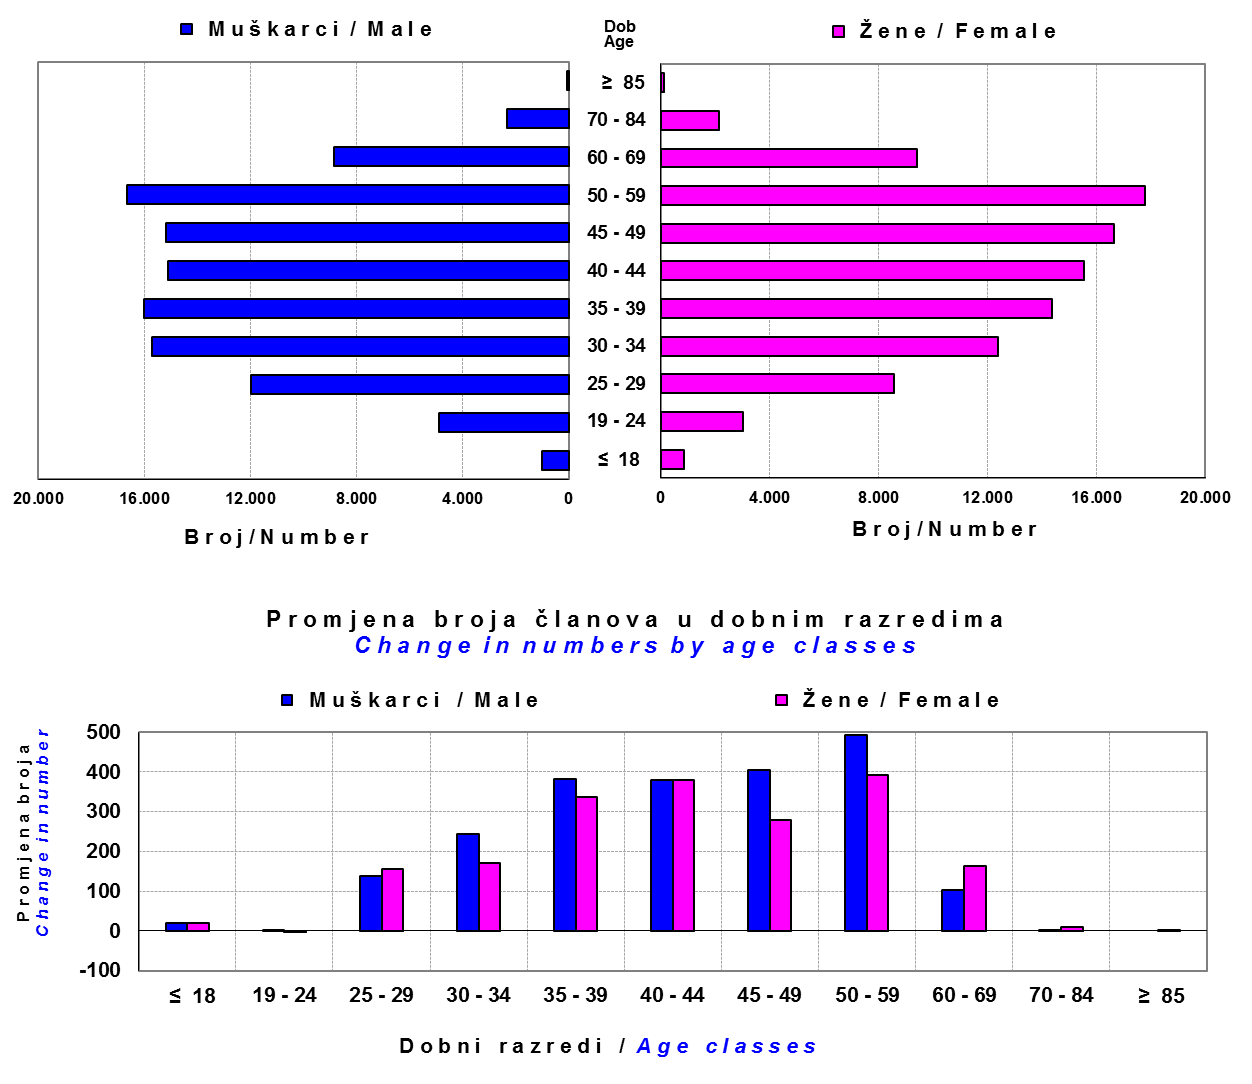 Muškarci / Male
Dob
Age
Žene / Female
≥ 85
70 - 84
60 - 69
50 - 59
45 - 49
40 - 44
35 - 39
30 - 34
25 - 29
19 - 24
≤ 18
20.000 16.000 12.000 8.000 4.000 0
0 4.000 8.000 12.000 16.000 20.000
Broj/Number
Broj/Number
Promjena broja članova u dobnim razredima
Change in numbers by age classes
Muškarci / Male
Žene / Female
Promjena broja
Change in number
500
400
300
200
100
0
-100
≤ 18 19 - 24 25 - 29 30 - 34 35 - 39 40 - 44 45 - 49 50 - 59 60 - 69 70 - 84 ≥ 85
Dobni razredi / Age classes